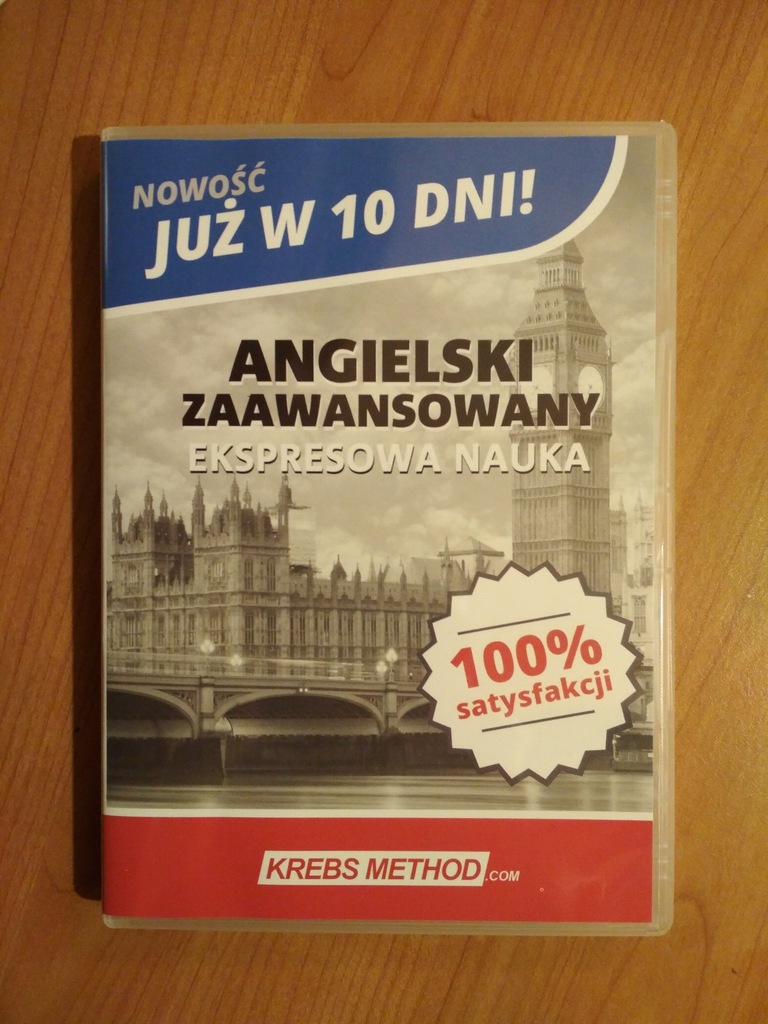 NOWOŚĆ
JUŻ W 10 DNI!
ANGIELSKI
ZAAWANSOWANY
EKSPRESOWA NAUKA
100%
satysfakcji
KREBS METHOD.COM